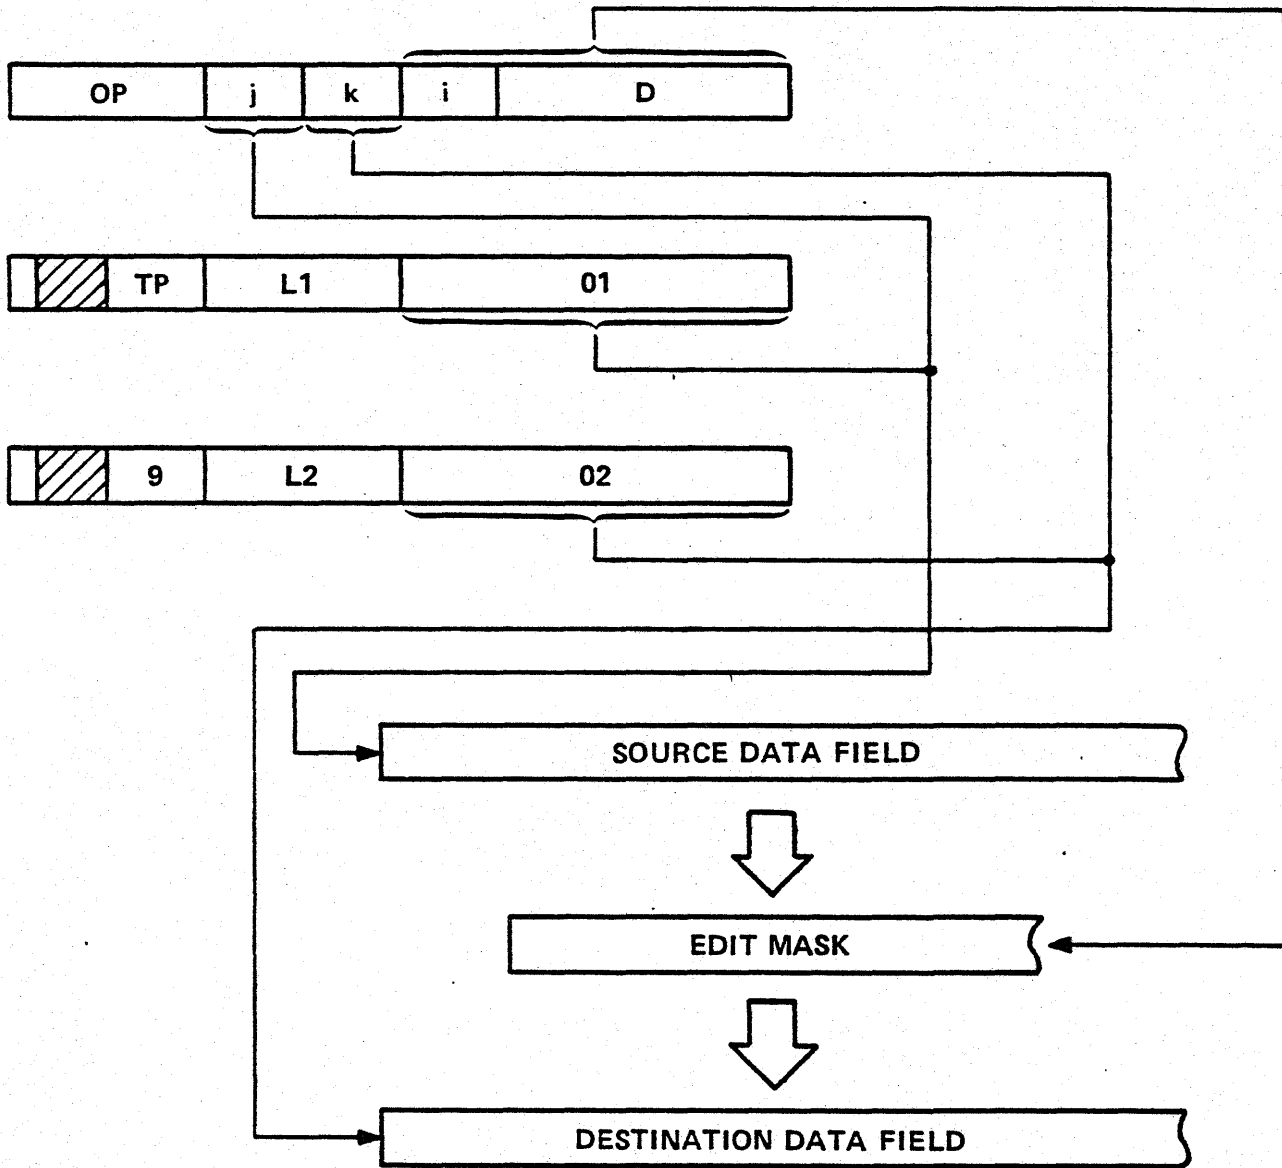 OP j k i D
TP L1 01
9 L2 02
SOURCE DATA FIELD
EDIT MASK
DESTINATION DATA FIELD